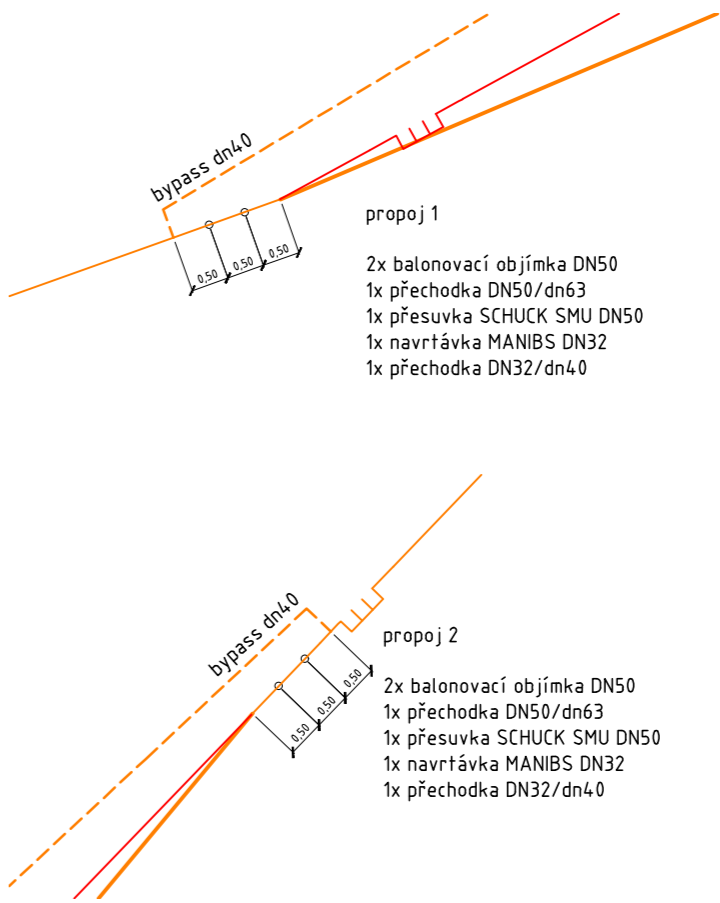 bypass dn40
0,50
0,50
0,50
propoj 1
2x balonovací objímka DN50
1x přechodka DN50/dn63
1x přesuvka SCHUCK SMU DN50
1x navrtávka MANIBS DN32
1x přechodka DN32/dn40
bypass dn40
0,50
0,50
0,50
propoj 2
2x balonovací objímka DN50
1x přechodka DN50/dn63
1x přesuvka SCHUCK SMU DN50
1x navrtávka MANIBS DN32
1x přechodka DN32/dn40